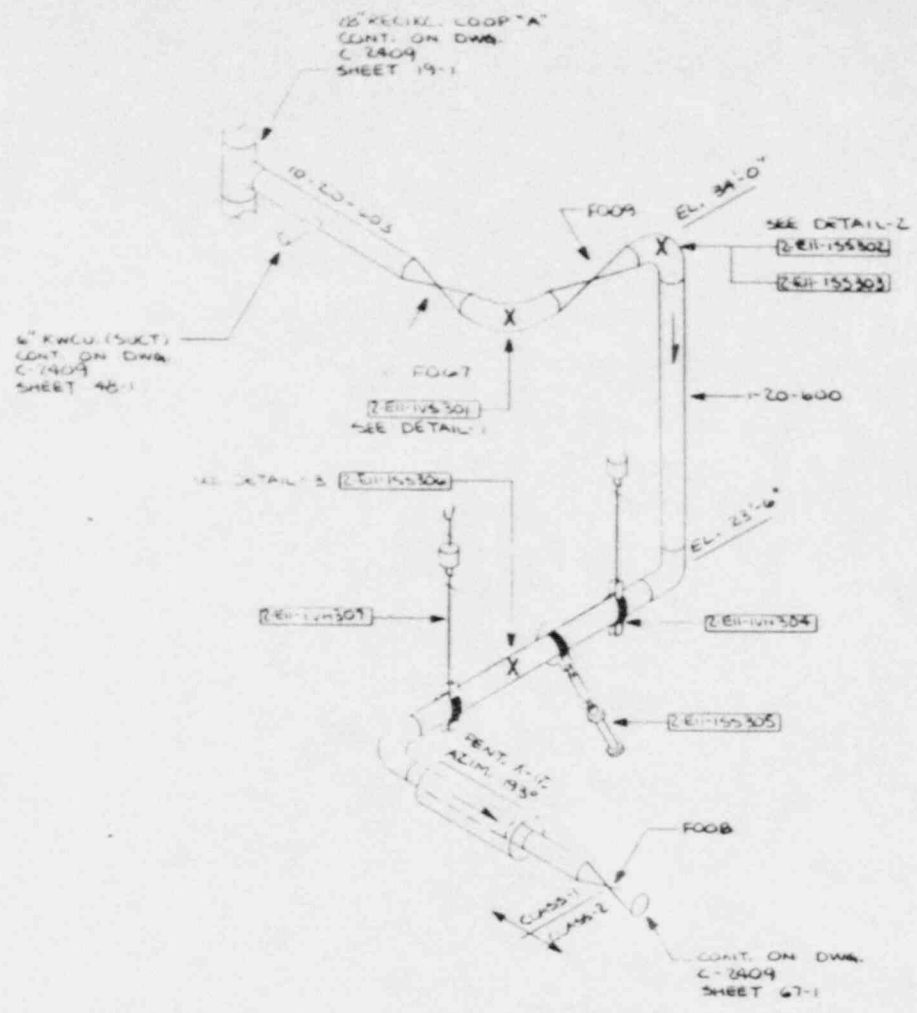 RECIRC. LOOP "A"
CONT. ON DWG.
C-2409
SHEET 19-1
10-20-603
F009
EL. 34'-0"
SEE DETAIL-2
2-E11-1SS302
2-E11-1SS303
6" RWCU (SUCT)
CONT. ON DWG.
C-2409
SHEET 48-1
F067
2-E11-1VS301
SEE DETAIL-1
1-20-600
DETAIL-3
2-E11-1SS306
EL. 23'-6"
2-E11-1VH307
2-E11-1VH304
2-E11-1SS305
PENT. X-12
AZIM. 193°
F008
CLASS-1
CLASS-2
CONT. ON DWG.
C-2409
SHEET 67-1